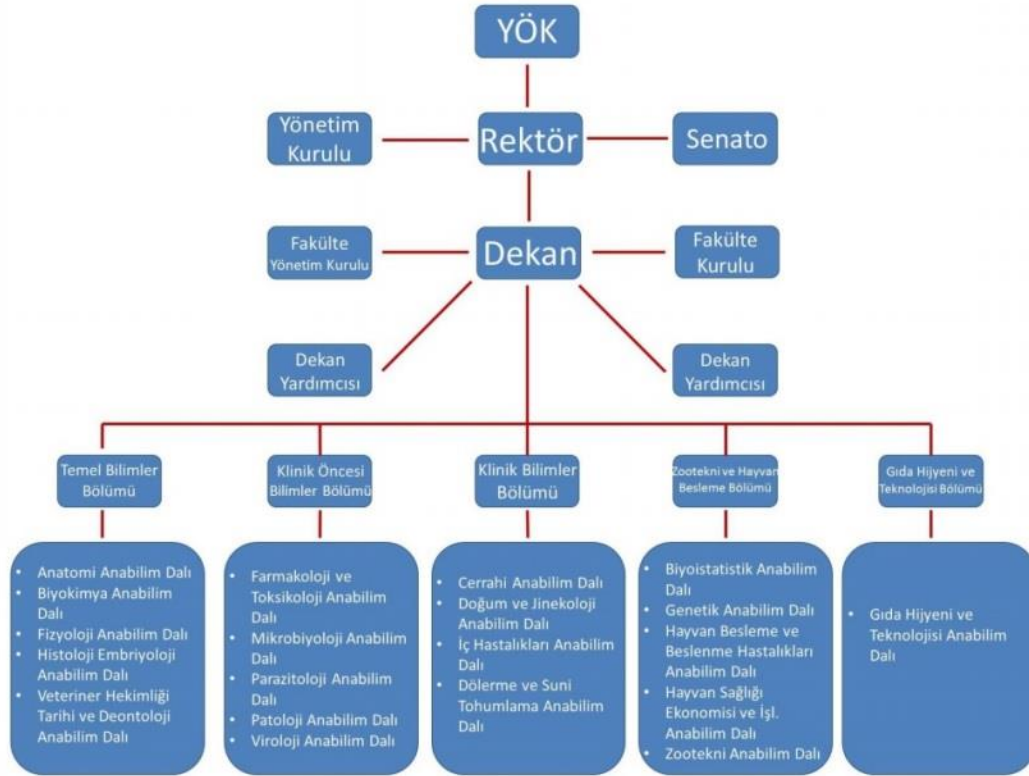 YÖK
Yönetim
Kurulu
Rektör
Senato
Fakülte
Yönetim Kurulu
Dekan
Fakülte
Kurulu
Dekan
Yardımcısı
Dekan
Yardımcısı
Temel Bilimler
Bölümü
Klinik Öncesi
Bilimler Bölümü
Klinik Bilimler
Bölümü
Zootekni ve Hayvan
Besleme Bölümü
Gıda Hijyeni ve
Teknolojisi Bölümü
• Anatomi Anabilim Dalı
• Biyokimya Anabilim
Dalı
• Fizyoloji Anabilim Dalı
• Histoloji Embriyoloji
Anabilim Dalı
• Veteriner Hekimliği
Tarihi ve Deontoloji
Anabilim Dalı
• Farmakoloji ve
Toksikoloji Anabilim
Dalı
• Mikrobiyoloji Anabilim
Dalı
• Parazitoloji Anabilim
Dalı
• Patoloji Anabilim Dalı
• Viroloji Anabilim Dalı
• Cerrahi Anabilim Dalı
• Doğum ve Jinekoloji
Anabilim Dalı
• İç Hastalıkları Anabilim
Dalı
• Dölerme ve Suni
Tohumlama Anabilim
Dalı
• Biyoistatistik Anabilim
Dalı
• Genetik Anabilim Dalı
• Hayvan Besleme ve
Beslenme Hastalıkları
Anabilim Dalı
• Hayvan Sağlığı
Ekonomisi ve İşl.
Anabilim Dalı
• Zootekni Anabilim Dalı
• Gıda Hijyeni ve
Teknolojisi Anabilim
Dalı